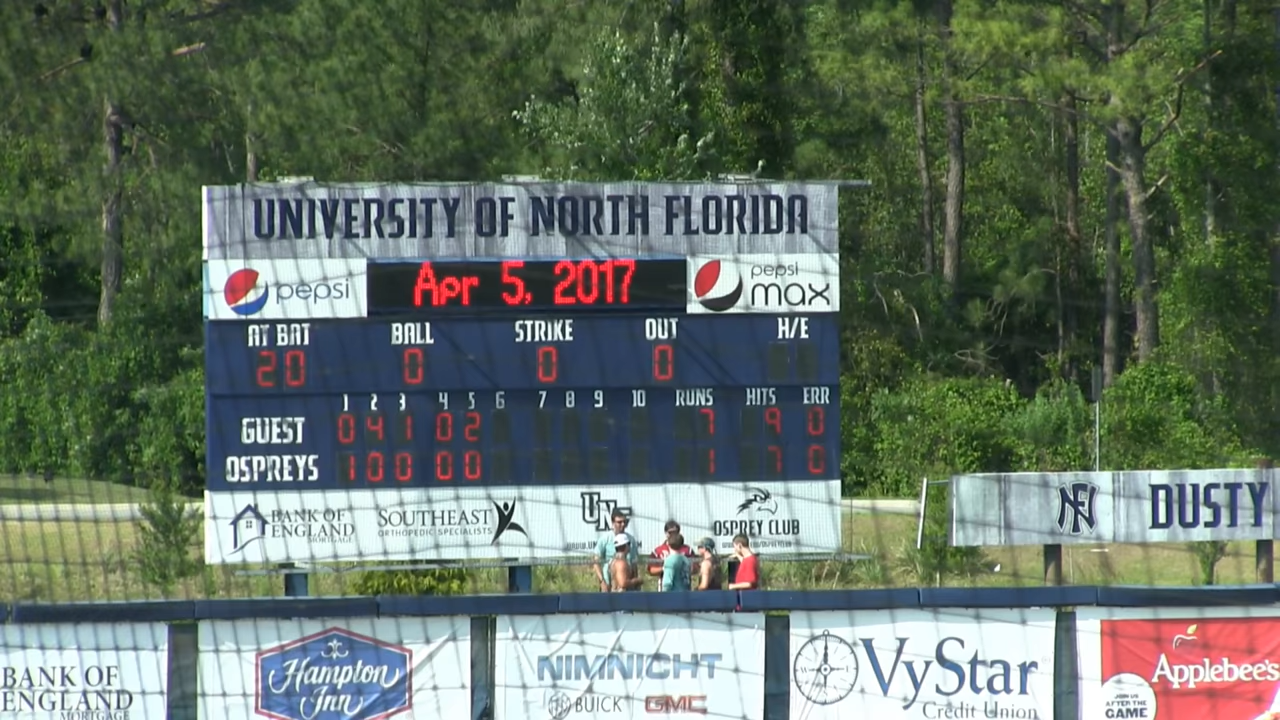 UNIVERSITY OF NORTH FLORIDA
pepsi
Apr 5, 2017
pepsi
max
AT BAT BALL STRIKE OUT H/E
20 0 0 0
1 2 3 4 5 6 7 8 9 10 RUNS HITS ERR
GUEST 0 4 1 0 2 7 9 0
OSPREYS 1 0 0 0 0 1 7 0
BANK OF
ENGLAND
MORTGAGE
SOUTHEAST
ORTHOPEDIC SPECIALISTS
UNF
OSPREY CLUB
NF DUSTY
BANK OF
ENGLAND
MORTGAGE
Hampton
Inn
NIMNICHT
BUICK GMC
VyStar
Credit Union
Applebee's
JOIN US
AFTER THE
GAME